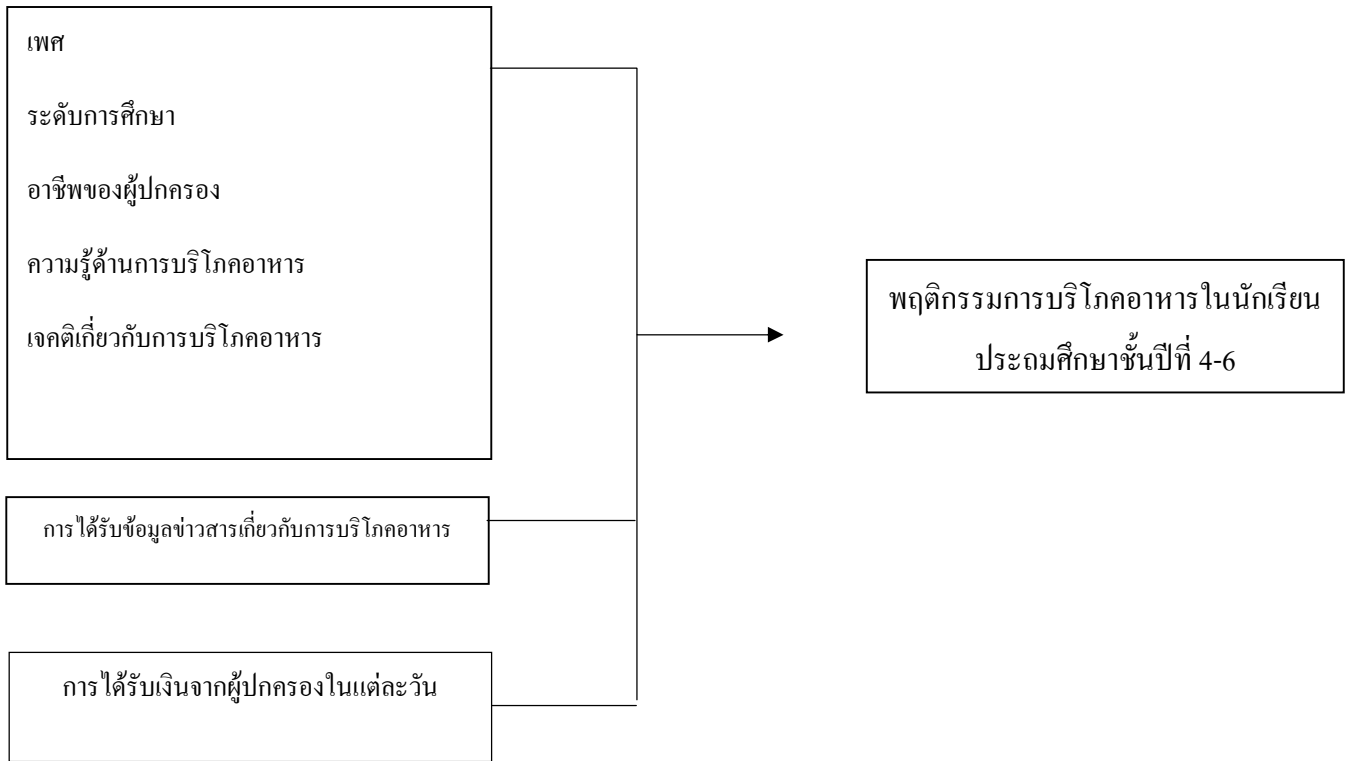 เพศ
ระดับการศึกษา
อาชีพของผู้ปกครอง
ความรู้ด้านการบริโภคอาหาร
เจคติเกี่ยวกับการบริโภคอาหาร
การได้รับข้อมูลข่าวสารเกี่ยวกับการบริโภคอาหาร
การได้รับเงินจากผู้ปกครองในแต่ละวัน
พฤติกรรมการบริโภคอาหารในนักเรียน
ประถมศึกษาชั้นปีที่ 4-6